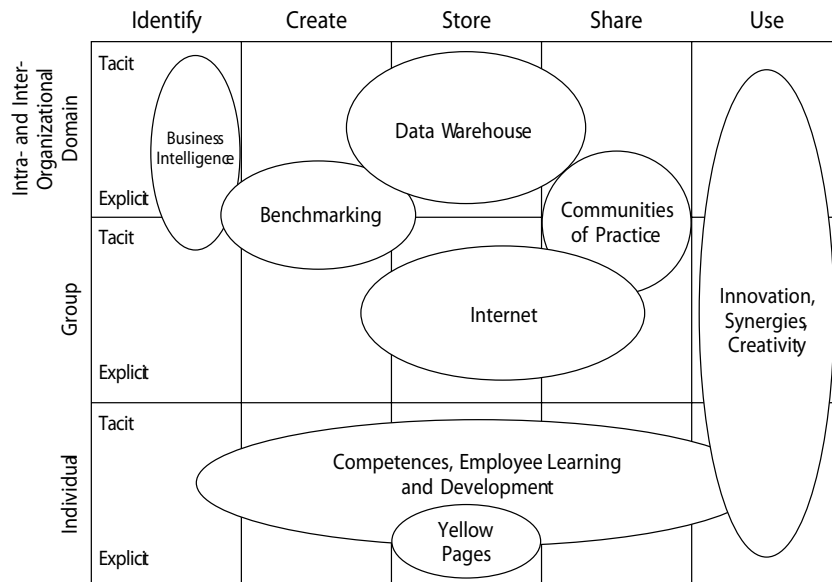 Identify Create Store Share Use
Intra- and Inter-
Organizational
Domain
Tacit
Business
Intelligence
Data Warehouse
Explicit
Benchmarking
Communities
of Practice
Group
Tacit
Internet
Innovation,
Synergies,
Creativity
Explicit
Individual
Tacit
Competences, Employee Learning
and Development
Yellow
Pages
Explicit